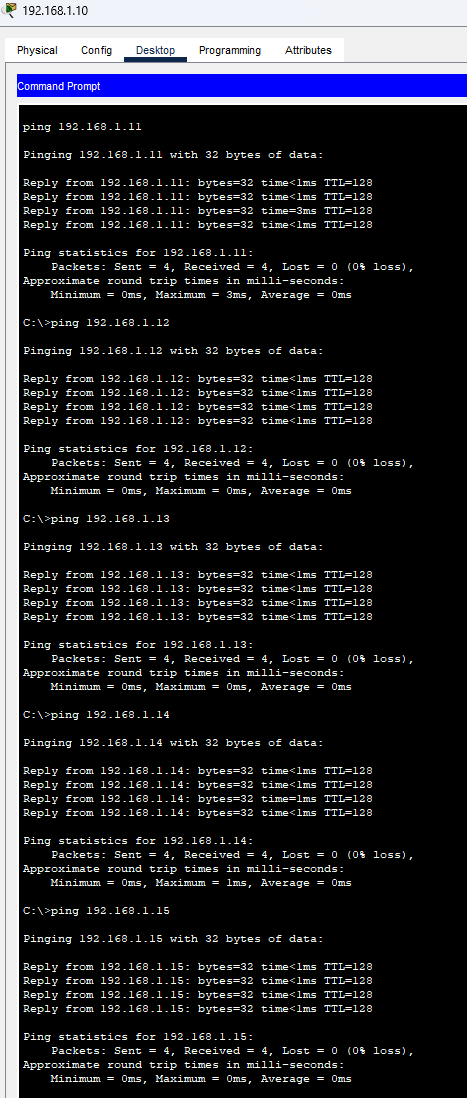 192.168.1.10
Physical Config Desktop Programming Attributes
Command Prompt
ping 192.168.1.11
Pinging 192.168.1.11 with 32 bytes of data:
Reply from 192.168.1.11: bytes=32 time<1ms TTL=128
Reply from 192.168.1.11: bytes=32 time<1ms TTL=128
Reply from 192.168.1.11: bytes=32 time=3ms TTL=128
Reply from 192.168.1.11: bytes=32 time<1ms TTL=128
Ping statistics for 192.168.1.11:
    Packets: Sent = 4, Received = 4, Lost = 0 (0% loss),
Approximate round trip times in milli-seconds:
    Minimum = 0ms, Maximum = 3ms, Average = 0ms
C:\>ping 192.168.1.12
Pinging 192.168.1.12 with 32 bytes of data:
Reply from 192.168.1.12: bytes=32 time<1ms TTL=128
Reply from 192.168.1.12: bytes=32 time<1ms TTL=128
Reply from 192.168.1.12: bytes=32 time<1ms TTL=128
Reply from 192.168.1.12: bytes=32 time<1ms TTL=128
Ping statistics for 192.168.1.12:
    Packets: Sent = 4, Received = 4, Lost = 0 (0% loss),
Approximate round trip times in milli-seconds:
    Minimum = 0ms, Maximum = 0ms, Average = 0ms
C:\>ping 192.168.1.13
Pinging 192.168.1.13 with 32 bytes of data:
Reply from 192.168.1.13: bytes=32 time<1ms TTL=128
Reply from 192.168.1.13: bytes=32 time<1ms TTL=128
Reply from 192.168.1.13: bytes=32 time<1ms TTL=128
Reply from 192.168.1.13: bytes=32 time<1ms TTL=128
Ping statistics for 192.168.1.13:
    Packets: Sent = 4, Received = 4, Lost = 0 (0% loss),
Approximate round trip times in milli-seconds:
    Minimum = 0ms, Maximum = 0ms, Average = 0ms
C:\>ping 192.168.1.14
Pinging 192.168.1.14 with 32 bytes of data:
Reply from 192.168.1.14: bytes=32 time<1ms TTL=128
Reply from 192.168.1.14: bytes=32 time<1ms TTL=128
Reply from 192.168.1.14: bytes=32 time=1ms TTL=128
Reply from 192.168.1.14: bytes=32 time<1ms TTL=128
Ping statistics for 192.168.1.14:
    Packets: Sent = 4, Received = 4, Lost = 0 (0% loss),
Approximate round trip times in milli-seconds:
    Minimum = 0ms, Maximum = 1ms, Average = 0ms
C:\>ping 192.168.1.15
Pinging 192.168.1.15 with 32 bytes of data:
Reply from 192.168.1.15: bytes=32 time<1ms TTL=128
Reply from 192.168.1.15: bytes=32 time<1ms TTL=128
Reply from 192.168.1.15: bytes=32 time<1ms TTL=128
Reply from 192.168.1.15: bytes=32 time<1ms TTL=128
Ping statistics for 192.168.1.15:
    Packets: Sent = 4, Received = 4, Lost = 0 (0% loss),
Approximate round trip times in milli-seconds:
    Minimum = 0ms, Maximum = 0ms, Average = 0ms